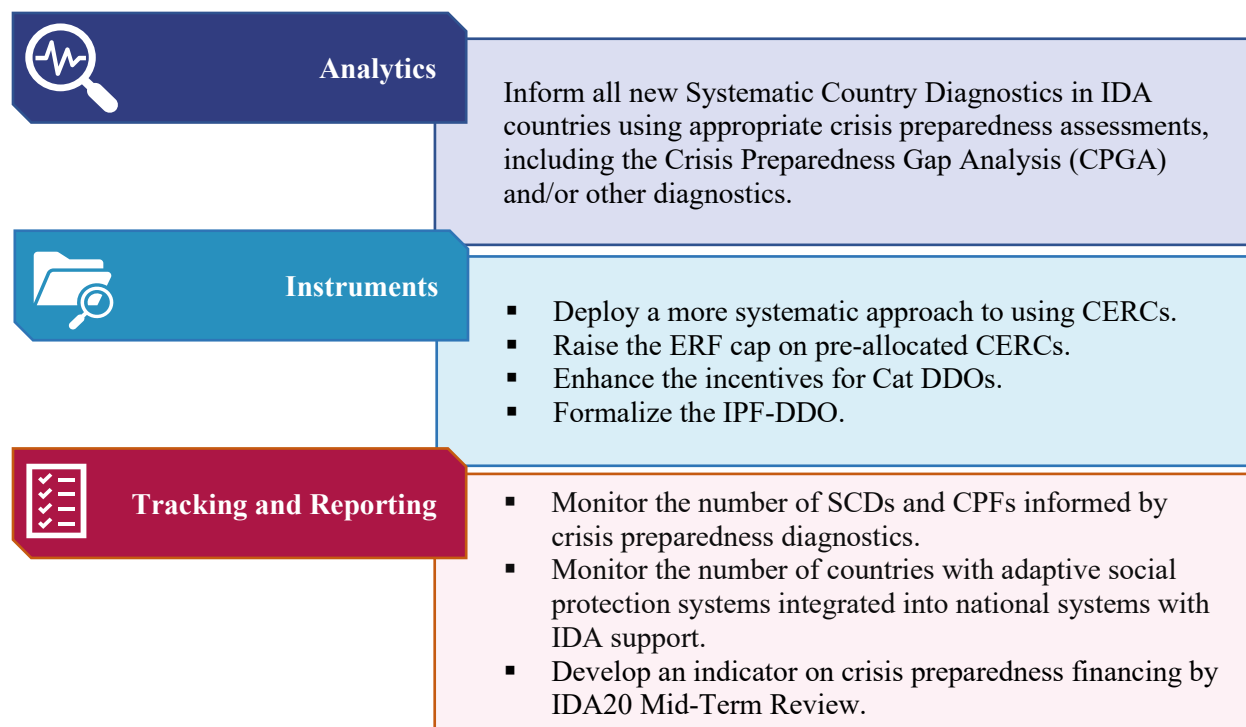 Analytics
Inform all new Systematic Country Diagnostics in IDA
countries using appropriate crisis preparedness assessments,
including the Crisis Preparedness Gap Analysis (CPGA)
and/or other diagnostics.
Instruments
▪ Deploy a more systematic approach to using CERCs.
▪ Raise the ERF cap on pre-allocated CERCs.
▪ Enhance the incentives for Cat DDOs.
▪ Formalize the IPF-DDO.
Tracking and Reporting
▪ Monitor the number of SCDs and CPFs informed by
crisis preparedness diagnostics.
▪ Monitor the number of countries with adaptive social
protection systems integrated into national systems with
IDA support.
▪ Develop an indicator on crisis preparedness financing by
IDA20 Mid-Term Review.